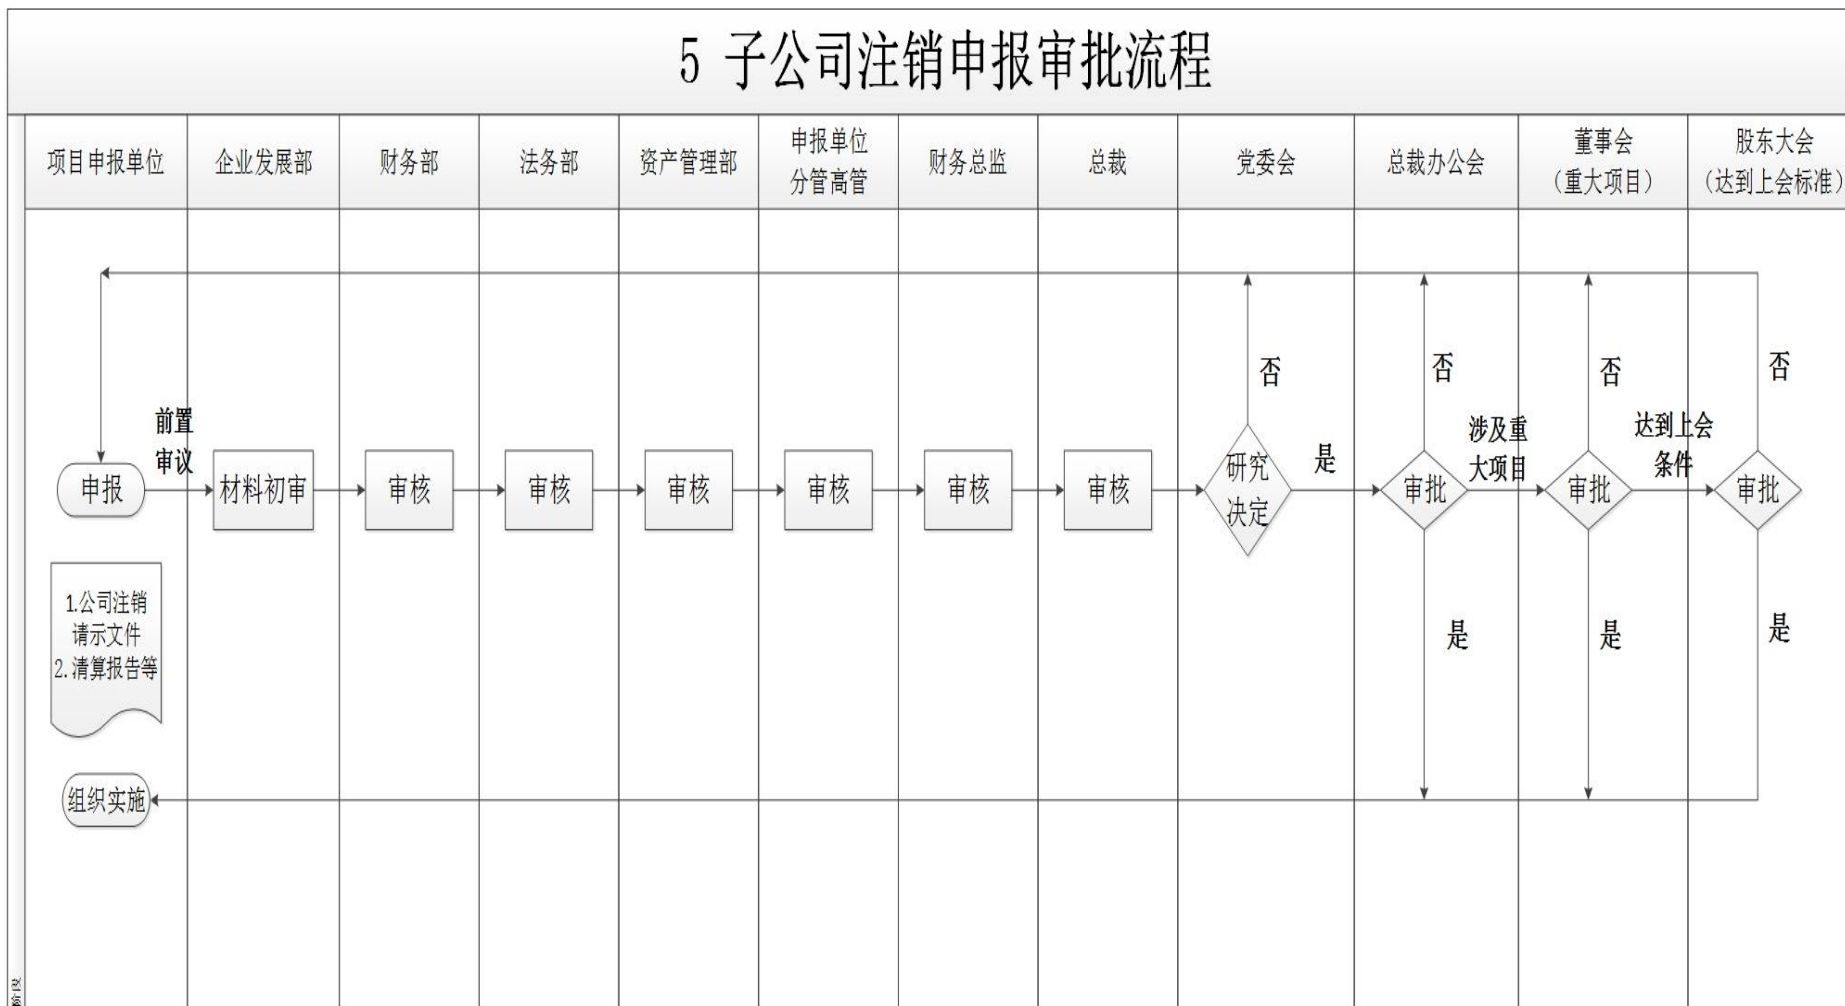 5 子公司注销申报审批流程
项目申报单位
企业发展部
财务部
法务部
资产管理部
申报单位
分管高管
财务总监
总裁
党委会
总裁办公会
董事会
（重大项目）
股东大会
（达到上会标准）
否
否
否
否
前置
审议
涉及重
大项目
达到上会
条件
是
申报
材料初审
审核
审核
审核
审核
审核
审核
研究
决定
审批
审批
审批
1.公司注销
请示文件
2.清算报告等
是
是
是
组织实施
阶段